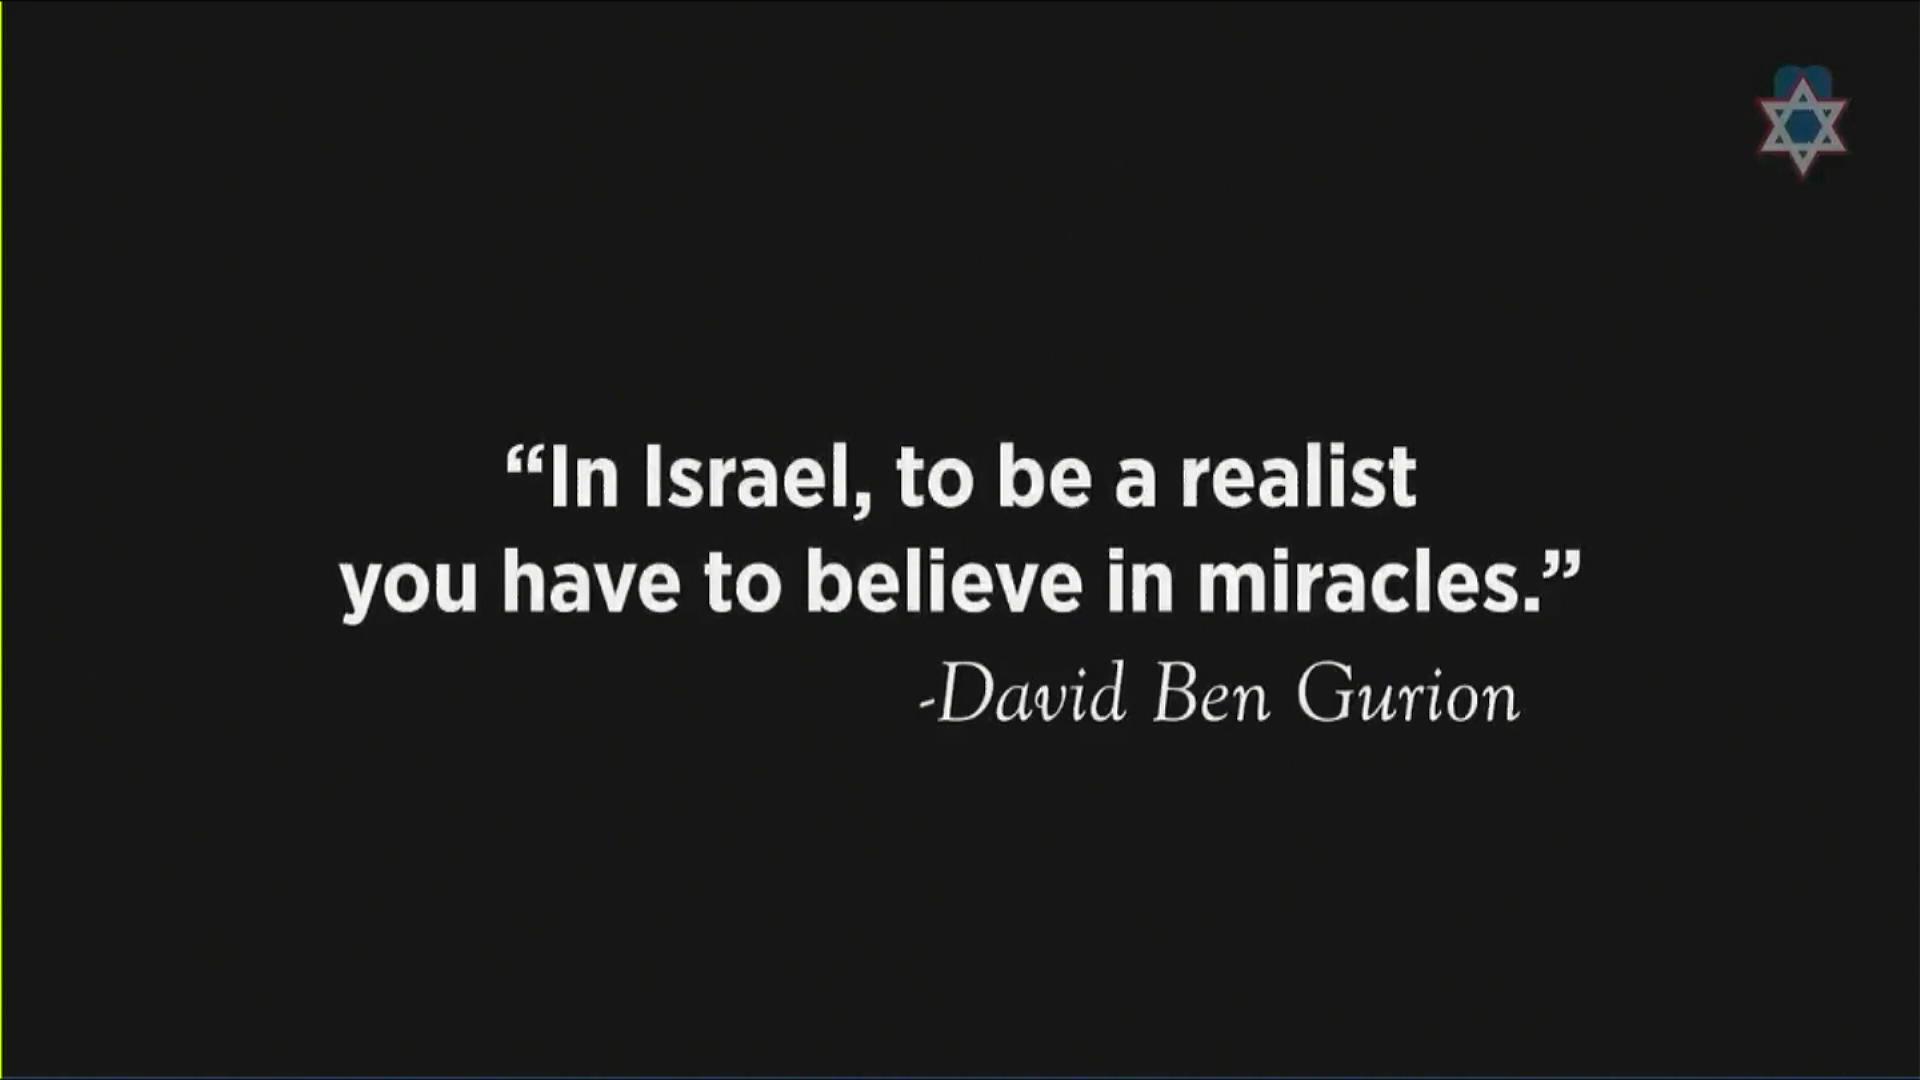 “In Israel, to be a realist
you have to believe in miracles.”
-David Ben Gurion